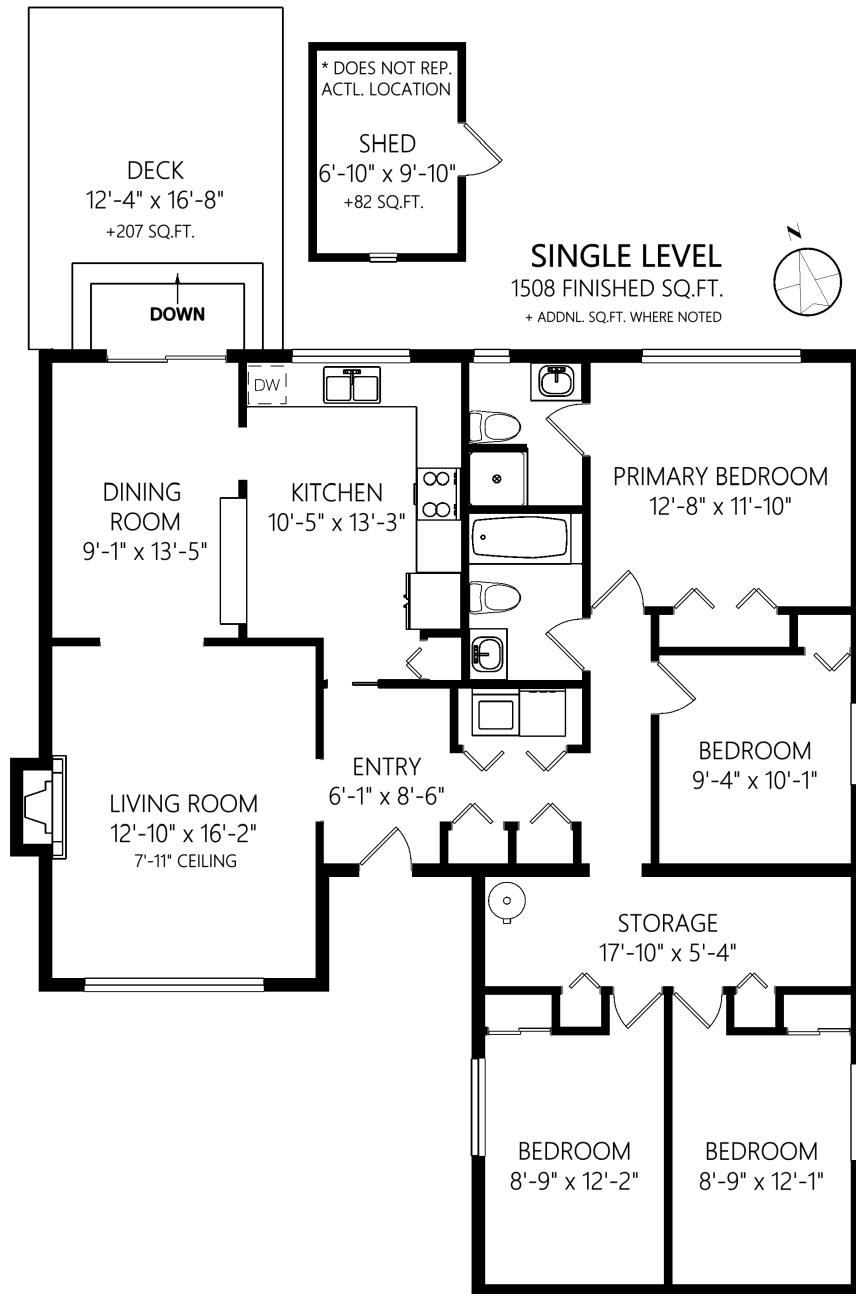 * DOES NOT REP.
ACTL. LOCATION
SHED
6'-10" x 9'-10"
+82 SQ.FT.
DECK
12'-4" x 16'-8"
+207 SQ.FT.
DOWN
SINGLE LEVEL
1508 FINISHED SQ.FT.
+ ADDNL. SQ.FT. WHERE NOTED
N
DW
DINING
ROOM
9'-1" x 13'-5"
KITCHEN
10'-5" x 13'-3"
PRIMARY BEDROOM
12'-8" x 11'-10"
LIVING ROOM
12'-10" x 16'-2"
7'-11" CEILING
ENTRY
6'-1" x 8'-6"
BEDROOM
9'-4" x 10'-1"
STORAGE
17'-10" x 5'-4"
BEDROOM
8'-9" x 12'-2"
BEDROOM
8'-9" x 12'-1"